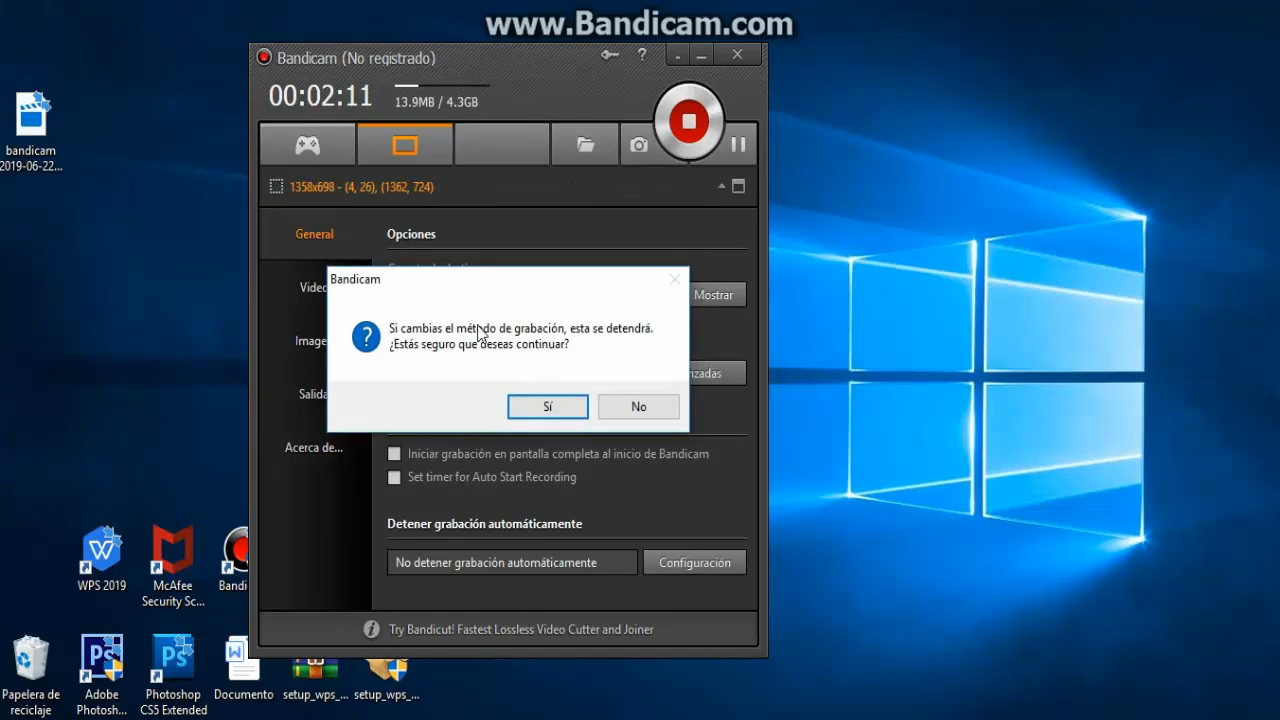 www.Bandicam.com
Bandicam (No registrado)
?
00:02:11
13.9MB / 4.3GB
1358x698 - (4, 26), (1362, 724)
General
Opciones
Video
Image
Salida
Acerca de...
Mostrar
nzadas
Bandicam
Si cambias el método de grabación, esta se detendrá.
¿Estás seguro que deseas continuar?
Sí
No
Iniciar grabación en pantalla completa al inicio de Bandicam
Set timer for Auto Start Recording
Detener grabación automáticamente
No detener grabación automáticamente
Configuración
Try Bandicut! Fastest Lossless Video Cutter and Joiner
bandicam
2019-06-22...
WPS 2019
McAfee
Security Sc...
Bandi
Papelera de
reciclaje
Adobe
Photosh...
Photoshop
CS5 Extended
Documento
setup_wps_...
setup_wps_...